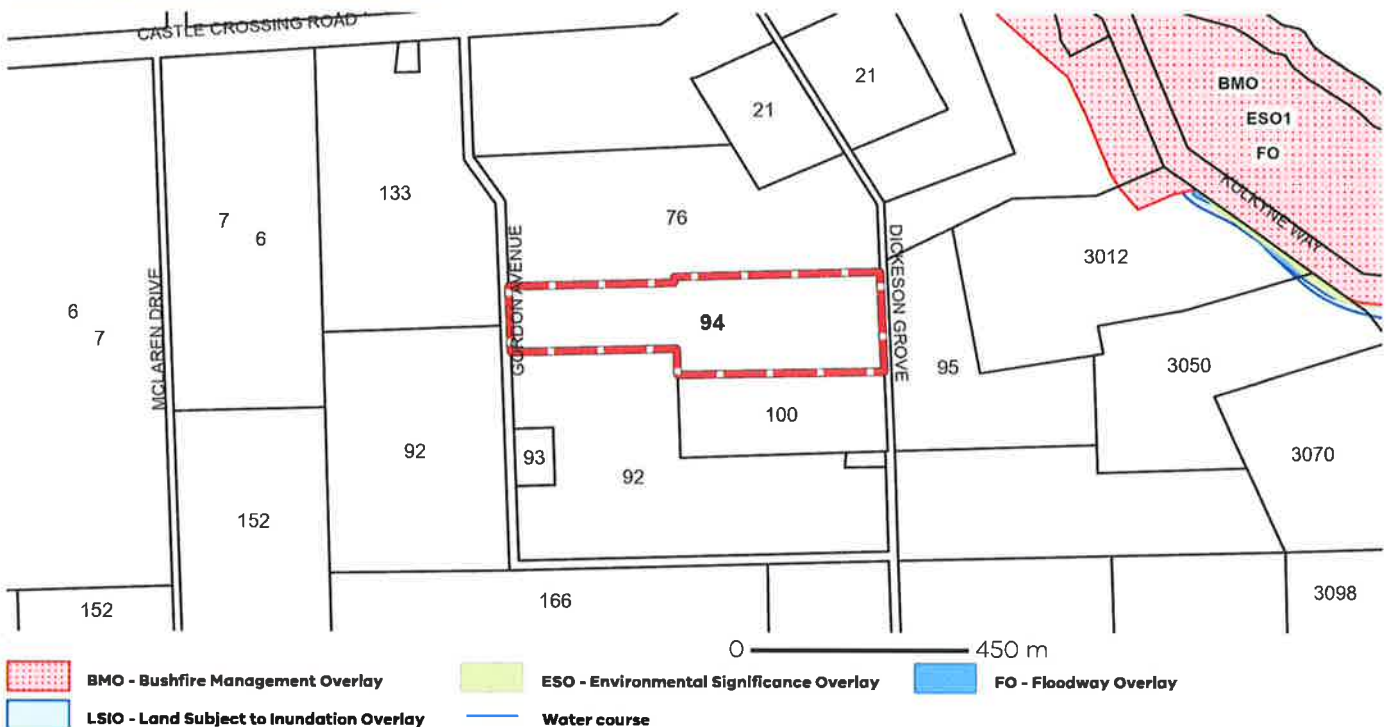 CASTLE CROSSING ROAD
21
21
BMO
ESO1
FO
133
7
6
76
KULKYNE WAY
GORDON AVENUE
DICKESON GROVE
3012
MCLAREN DRIVE
6
7
94
95
3050
100
92
93
92
3070
152
152
166
3098
0 450 m
BMO - Bushfire Management Overlay
ESO - Environmental Significance Overlay
FO - Floodway Overlay
LSIO - Land Subject to Inundation Overlay
Water course